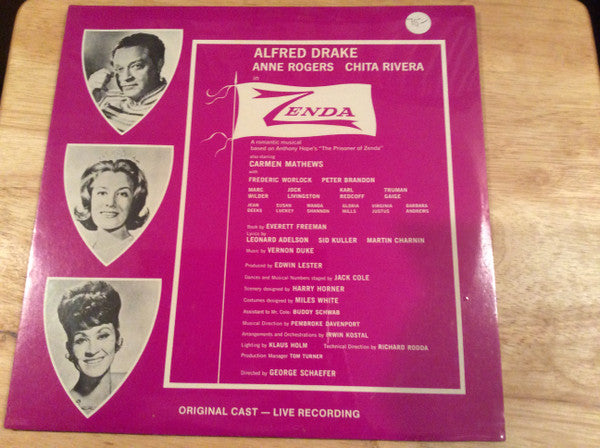 75-
ALFRED DRAKE
ANNE ROGERS CHITA RIVERA
in
ZENDA
A romantic musical
based on Anthony Hope's "The Prisoner of Zenda"
also starring
CARMEN MATHEWS
with
FREDERIC WORLOCK PETER BRANDON
MARC WILDER JOCK LIVINGSTON KARL REDCOFF TRUMAN GAIGE
JEAN DEEKS SUSAN LUCKEY WANDA SHANNON GLORIA HILLS VIRGINIA JUSTUS BARBARA ANDREWS
Book by EVERETT FREEMAN
Lyrics by
LEONARD ADELSON SID KULLER MARTIN CHARNIN
Music by VERNON DUKE
Produced by EDWIN LESTER
Dances and Musical Numbers staged by JACK COLE
Scenery designed by HARRY HORNER
Costumes designed by MILES WHITE
Assistant to Mr. Cole: BUDDY SCHWAB
Musical Direction by PEMBROKE DAVENPORT
Arrangements and Orchestrations by IRWIN KOSTAL
Lighting by KLAUS HOLM Technical Direction by RICHARD RODDA
Production Manager TOM TURNER
Directed by GEORGE SCHAEFER
ORIGINAL CAST — LIVE RECORDING